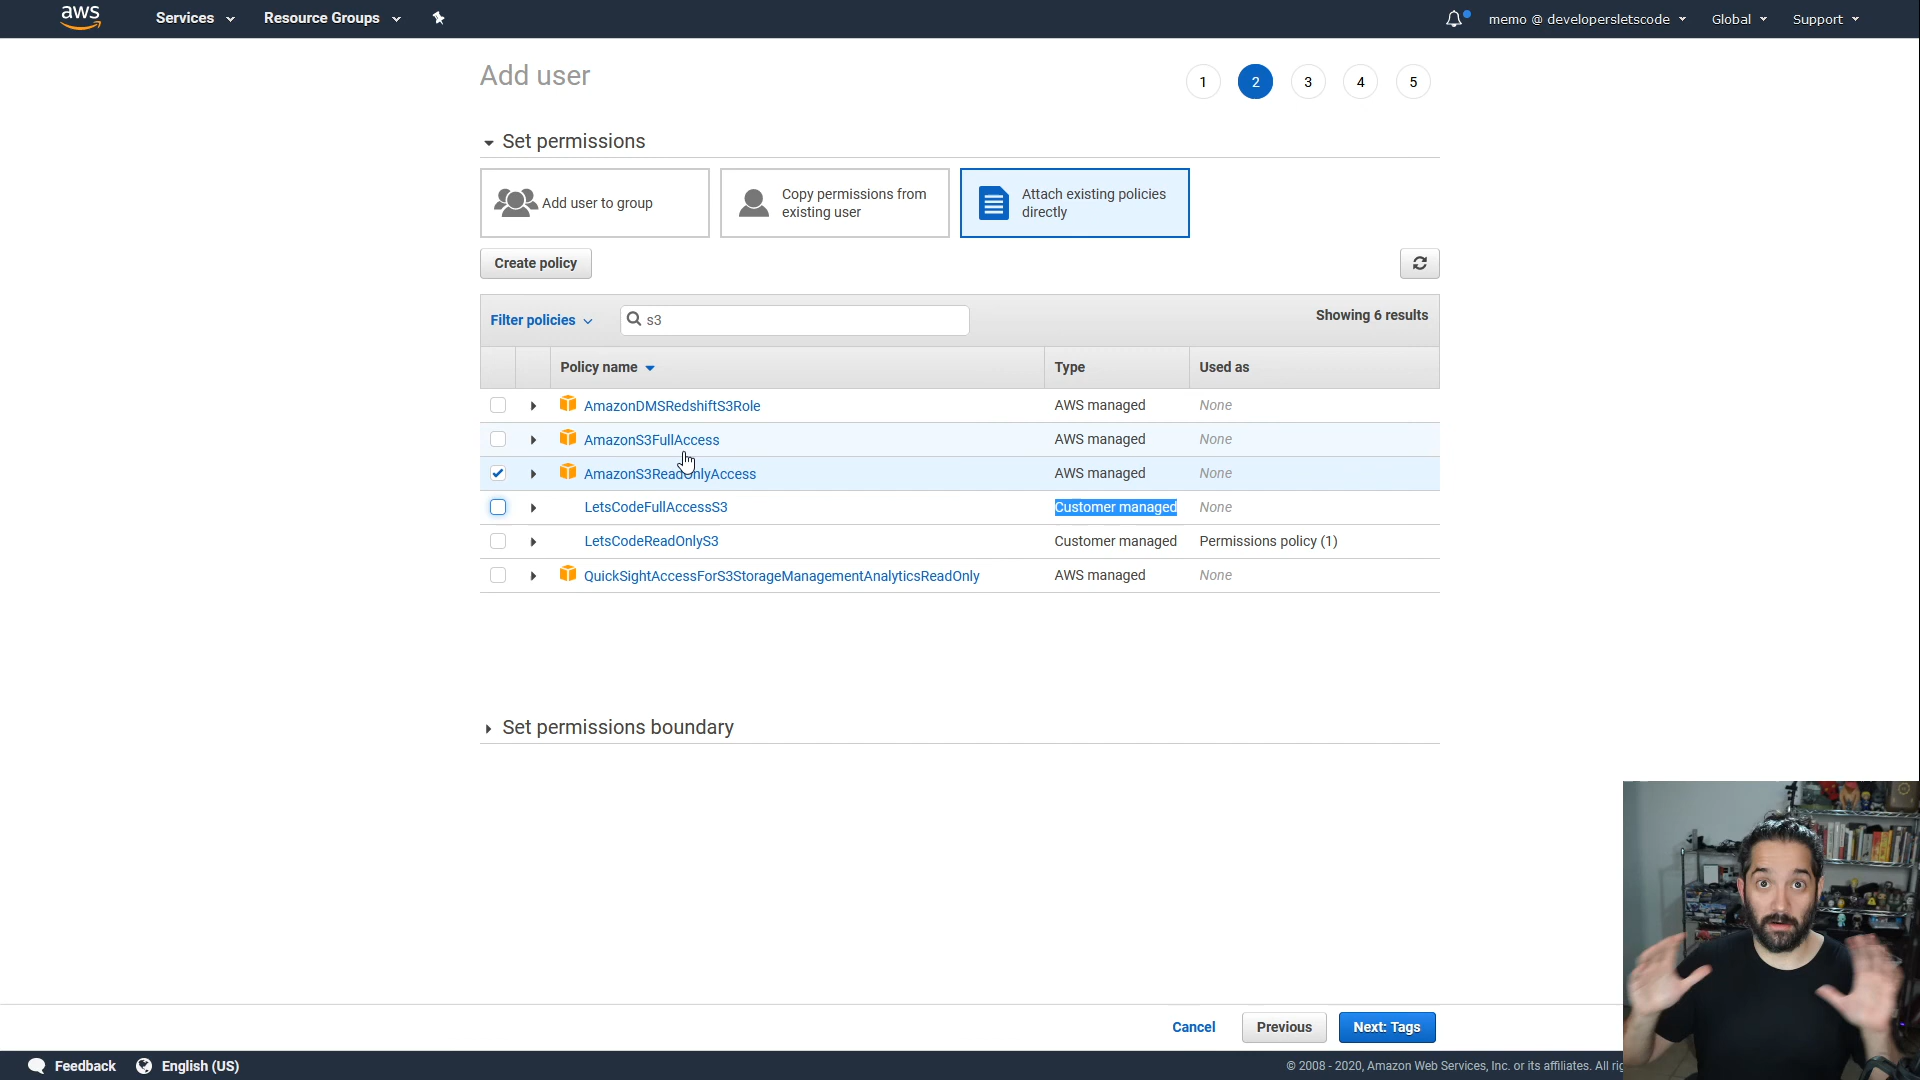 aws Services Resource Groups memo @ developersletscode Global Support
Add user
1 2 3 4 5
Set permissions
Add user to group
Copy permissions from
existing user
Attach existing policies
directly
Create policy
Filter policies s3 Showing 6 results
Policy name Type Used as
AmazonDMSRedshiftS3Role AWS managed None
AmazonS3FullAccess AWS managed None
AmazonS3ReadOnlyAccess AWS managed None
LetsCodeFullAccessS3 Customer managed None
LetsCodeReadOnlyS3 Customer managed Permissions policy (1)
QuickSightAccessForS3StorageManagementAnalyticsReadOnly AWS managed None
Set permissions boundary
Cancel Previous Next: Tags
Feedback English (US) © 2008 - 2020, Amazon Web Services, Inc. or its affiliates. All